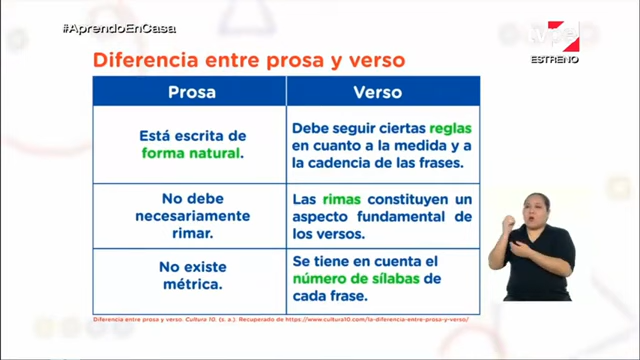 #AprendoEnCasa
tvpe
ESTRENO
Diferencia entre prosa y verso
Prosa
Verso
Está escrita de
forma natural.
Debe seguir ciertas reglas
en cuanto a la medida y a
la cadencia de las frases.
No debe
necesariamente
rimar.
Las rimas constituyen un
aspecto fundamental de
los versos.
No existe
métrica.
Se tiene en cuenta el
número de sílabas de
cada frase.
Diferencia entre prosa y verso. Cultura 10. (s. a.). Recuperado de https://www.cultura10.com/la-diferencia-entre-prosa-y-verso/